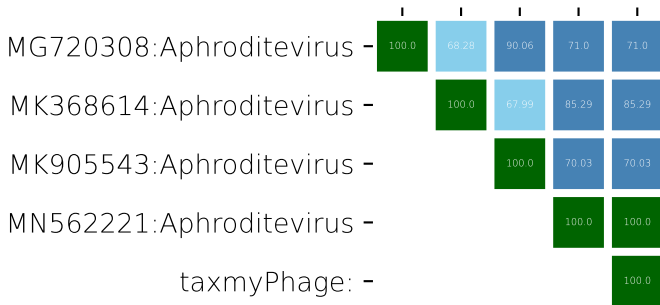 MG720308:Aphroditevirus 100.0 68.28 90.06 71.0 71.0
MK368614:Aphroditevirus 100.0 67.99 85.29 85.29
MK905543:Aphroditevirus 100.0 70.03 70.03
MN562221:Aphroditevirus 100.0 100.0
taxmyPhage: 100.0